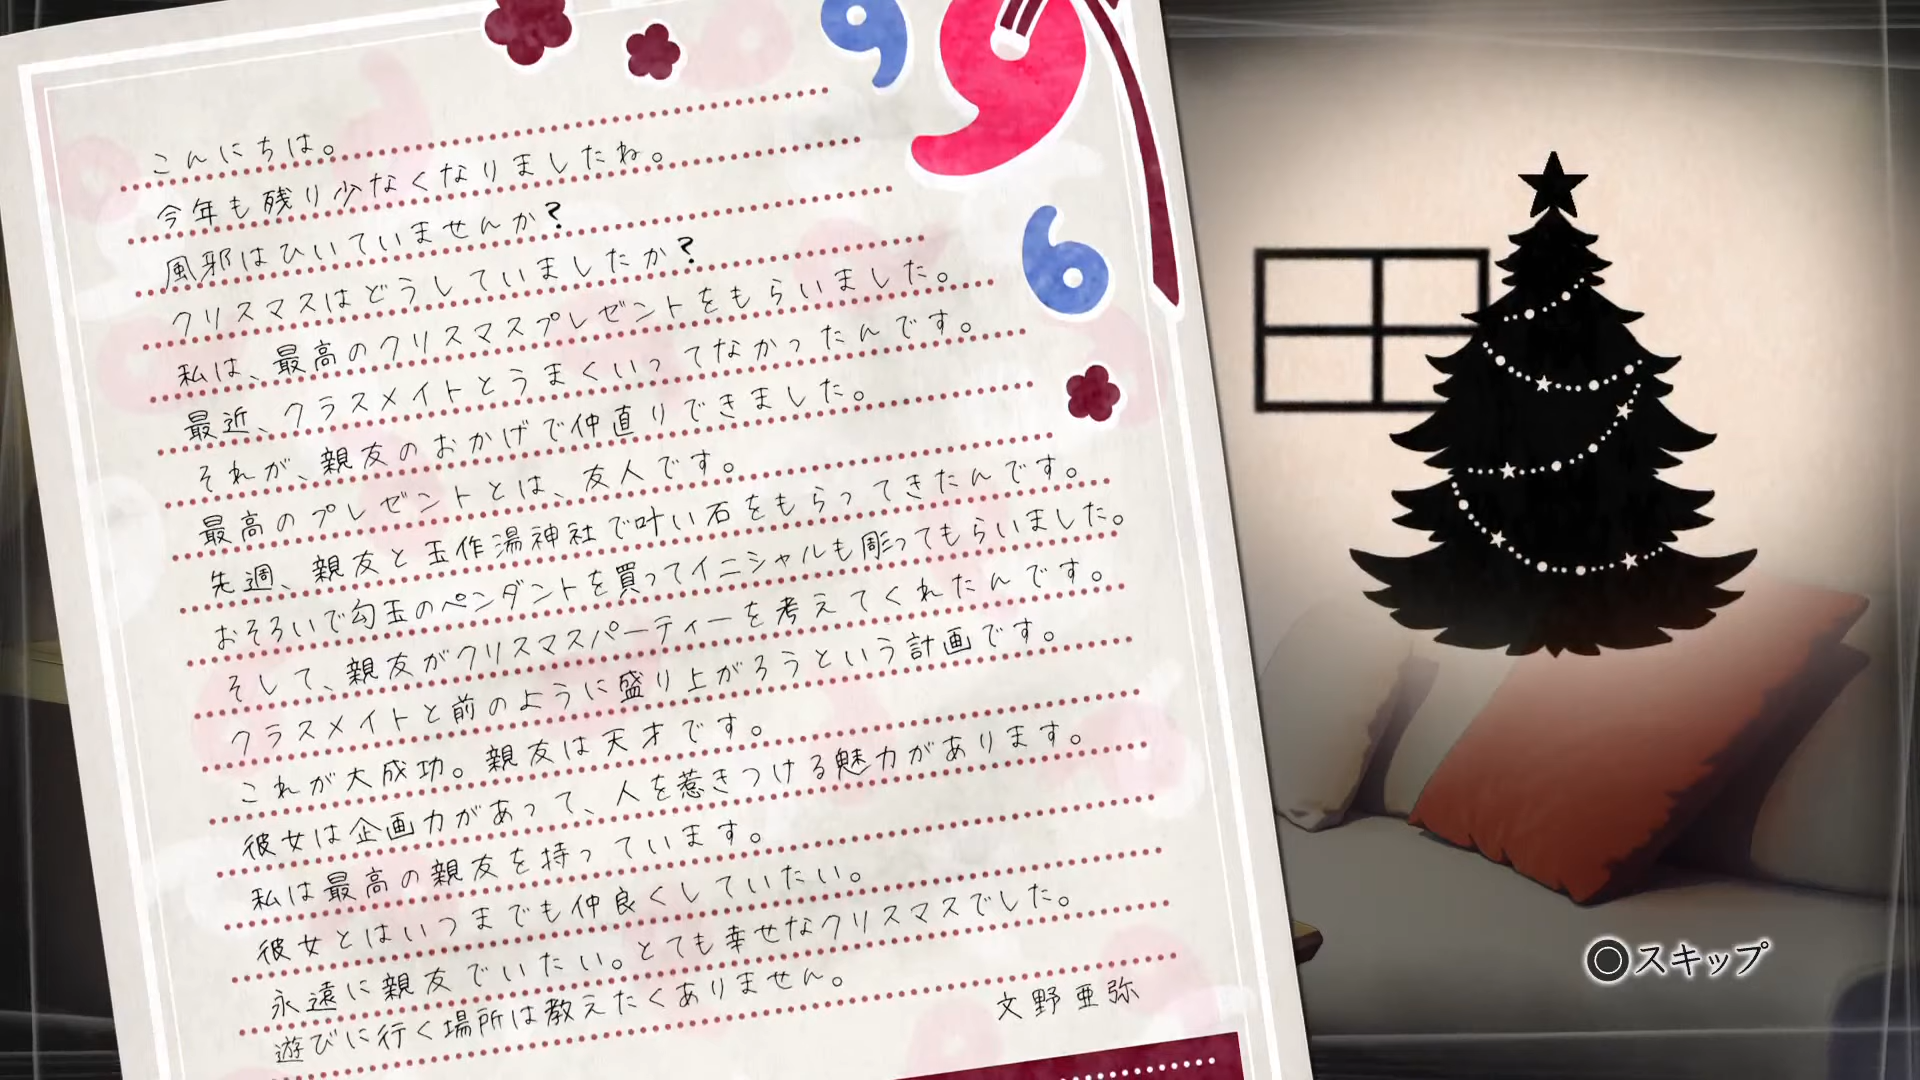 こんにちは。
今年も残り少なくなりましたね。
風邪はひいていませんか?
クリスマスはどうしていましたか?
私は、最高のクリスマスプレゼントをもらいました。
最近、クラスメイトとうまくいってなかったんです。
それが、親友のおかげで仲直りできました。
最高のプレゼントとは、友人です。
先週、親友と玉作湯神社で叶い石をもらってきたんです。
おそろいで勾玉のペンダントを買ってイニシャルも彫ってもらいました。
そして、親友がクリスマスパーティーを考えてくれたんです。
クラスメイトと前のように盛り上がろうという計画です。
これが大成功。親友は天才です。
彼女は企画力があって、人を惹きつける魅力があります。
私は最高の親友を持っています。
彼女とはいつまでも仲良くしていたい。
永遠に親友でいたい。とても幸せなクリスマスでした。
遊びに行く場所は教えたくありません。
文野亜弥
スキップ